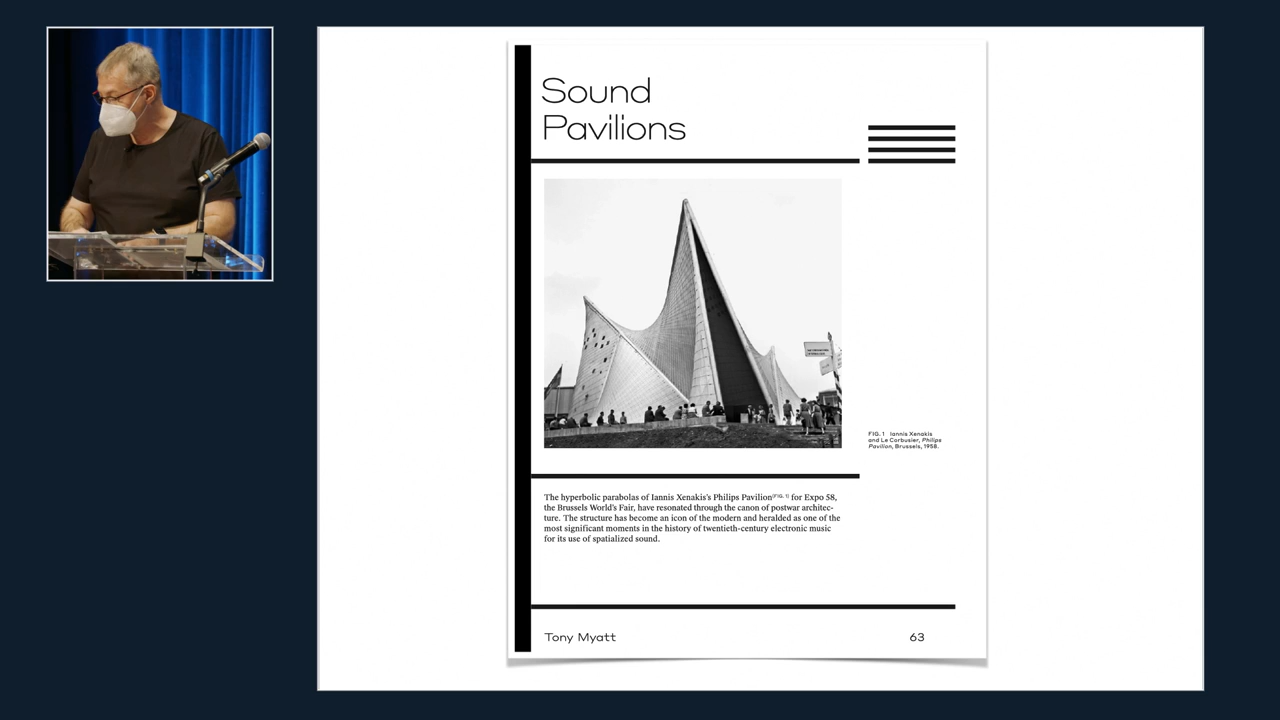 Sound
Pavilions
FIG. 1 Iannis Xenakis
and Le Corbusier, Philips
Pavilion, Brussels, 1958.
The hyperbolic parabolas of Iannis Xenakis's Philips Pavilion(FIG. 1) for Expo 58,
the Brussels World's Fair, have resonated through the canon of postwar architec-
ture. The structure has become an icon of the modern and heralded as one of the
most significant moments in the history of twentieth-century electronic music
for its use of spatialized sound.
Tony Myatt
63